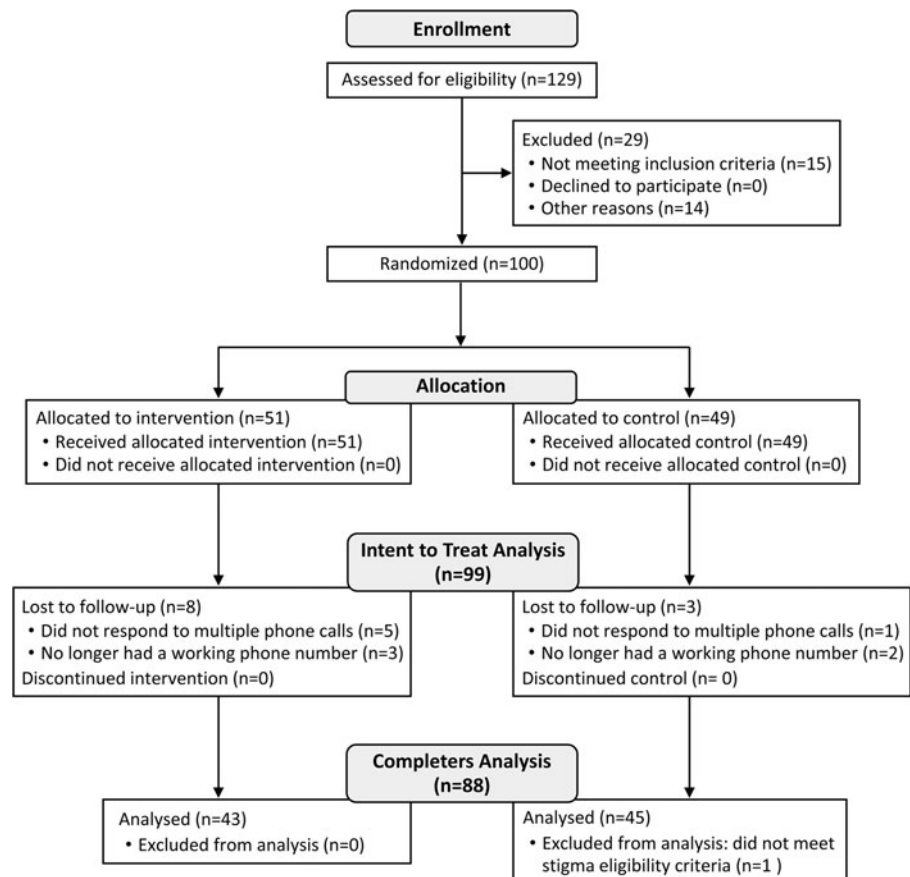 Enrollment
Assessed for eligibility (n=129)
Excluded (n=29)
• Not meeting inclusion criteria (n=15)
• Declined to participate (n=0)
• Other reasons (n=14)
Randomized (n=100)
Allocation
Allocated to intervention (n=51)
• Received allocated intervention (n=51)
• Did not receive allocated intervention (n=0)
Allocated to control (n=49)
• Received allocated control (n=49)
• Did not receive allocated control (n=0)
Intent to Treat Analysis
(n=99)
Lost to follow-up (n=8)
• Did not respond to multiple phone calls (n=5)
• No longer had a working phone number (n=3)
Discontinued intervention (n=0)
Lost to follow-up (n=3)
• Did not respond to multiple phone calls (n=1)
• No longer had a working phone number (n=2)
Discontinued control (n= 0)
Completers Analysis
(n=88)
Analysed (n=43)
• Excluded from analysis (n=0)
Analysed (n=45)
• Excluded from analysis: did not meet
stigma eligibility criteria (n=1 )